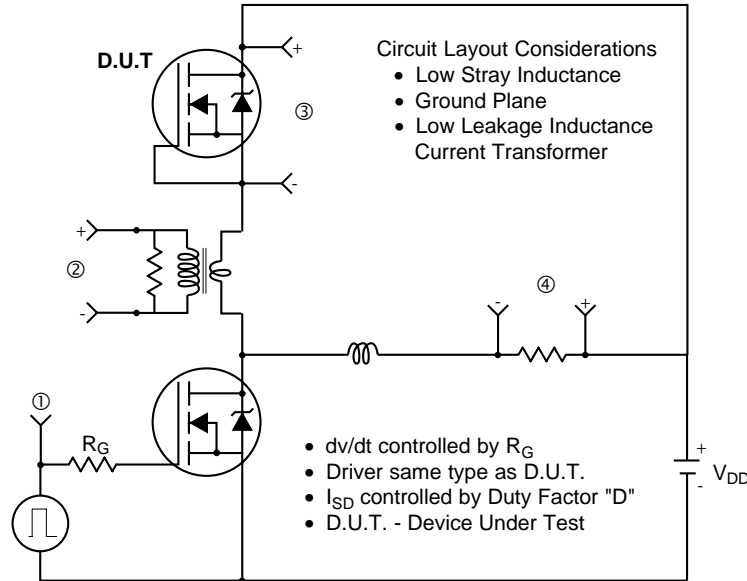 D.U.T
+
Circuit Layout Considerations
• Low Stray Inductance
• Ground Plane
• Low Leakage Inductance
Current Transformer
③
-
+
②
-
④
-
+
①
R_G
• dv/dt controlled by R_G
• Driver same type as D.U.T.
• I_SD controlled by Duty Factor "D"
• D.U.T. - Device Under Test
+
V_DD
-